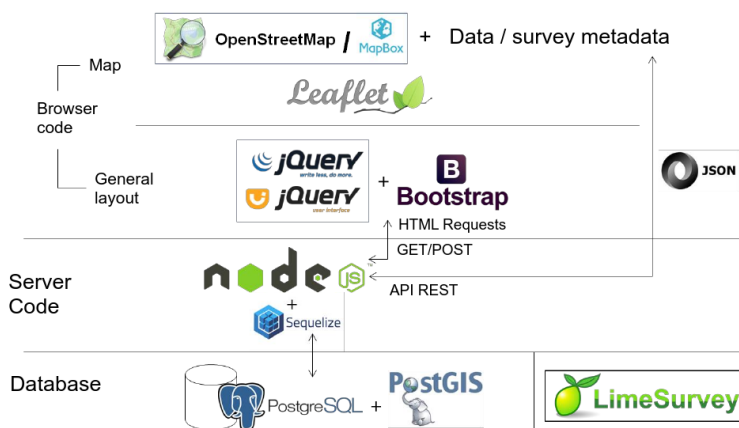 OpenStreetMap / MapBox + Data / survey metadata
Map
Leaflet
Browser
code
jQuery
write less, do more.
B
JSON
General
layout
+
jQuery
user interface
Bootstrap
HTML Requests
GET/POST
node
JS
™
Server
Code
API REST
+
Sequelize
Database
PostgreSQL + PostGIS
LimeSurvey